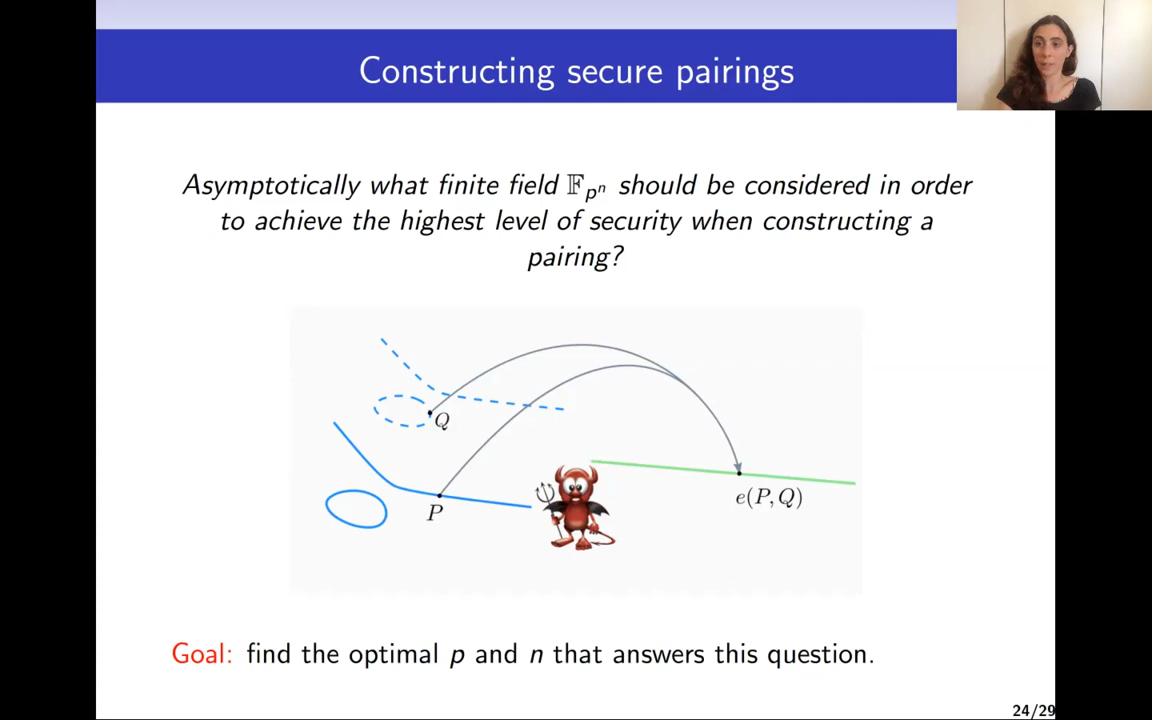 Constructing secure pairings
Asymptotically what finite field 𝔽ₚⁿ should be considered in order
to achieve the highest level of security when constructing a
pairing?
Q
P
e(P, Q)
Goal: find the optimal p and n that answers this question.
24/29